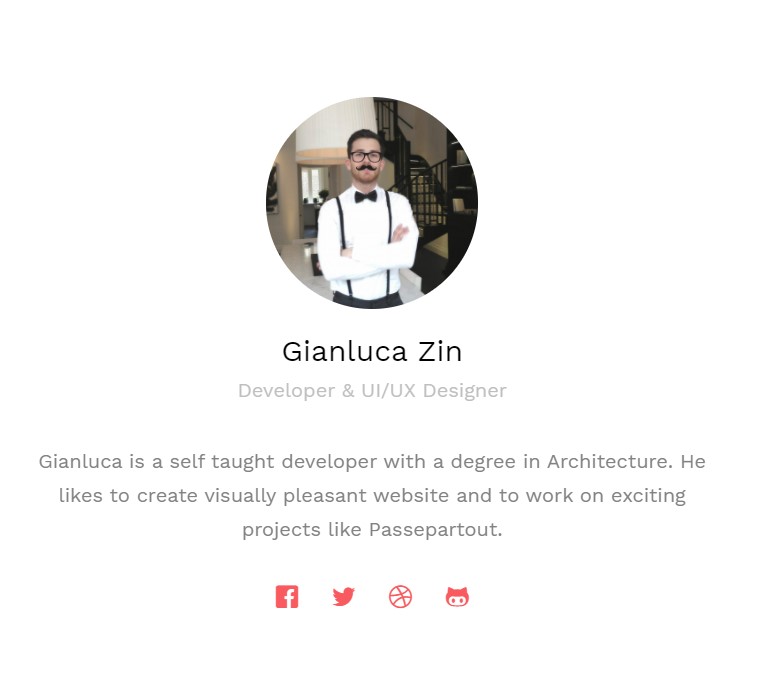 Gianluca Zin
Developer & UI/UX Designer
Gianluca is a self taught developer with a degree in Architecture. He
likes to create visually pleasant website and to work on exciting
projects like Passepartout.